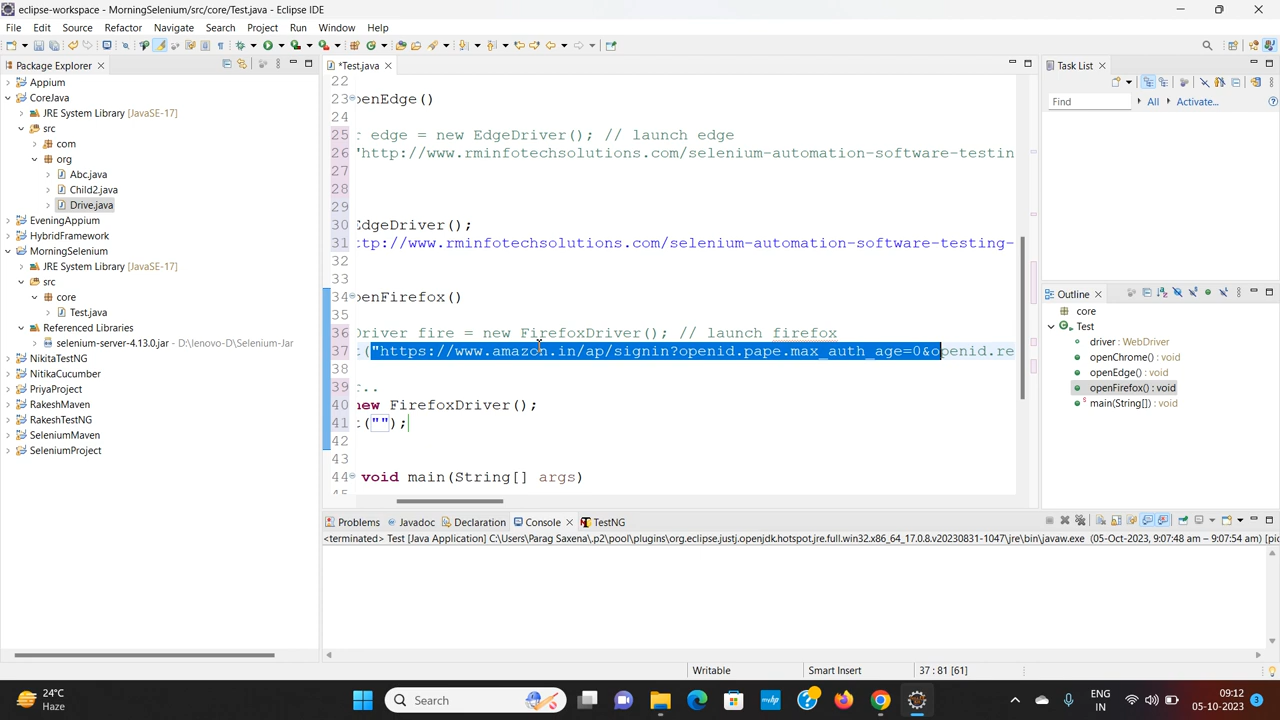 eclipse-workspace - MorningSelenium/src/core/Test.java - Eclipse IDE
File Edit Source Refactor Navigate Search Project Run Window Help
Package Explorer
*Test.java
Task List
Appium
CoreJava
JRE System Library [JavaSE-17]
src
com
org
Abc.java
Child2.java
Drive.java
EveningAppium
HybridFramework
MorningSelenium
JRE System Library [JavaSE-17]
src
core
Test.java
Referenced Libraries
selenium-server-4.13.0.jar - D:\lenovo-D\Selenium-Jar
NikitaTestNG
NikitaCucumber
PriyaProject
RakeshMaven
RakeshTestNG
SeleniumMaven
SeleniumProject
22
23 penEdge()
24
25 r edge = new EdgeDriver(); // launch edge
26 "http://www.rminfotechsolutions.com/selenium-automation-software-testin
27
28
29
30 EdgeDriver();
31 ttp://www.rminfotechsolutions.com/selenium-automation-software-testing-
32
33
34 penFirefox()
35
36 Driver fire = new FirefoxDriver(); // launch firefox
37 t("https://www.amazon.in/ap/signin?openid.pape.max_auth_age=0&openid.re
38
39 r..
40 new FirefoxDriver();
41 t("");
42
43
44 void main(String[] args)
45
Find All Activate...
Outline
core
Test
driver : WebDriver
openChrome() : void
openEdge() : void
openFirefox() : void
main(String[]) : void
Problems Javadoc Declaration Console TestNG
<terminated> Test [Java Application] C:\Users\Parag Saxena\.p2\pool\plugins\org.eclipse.justj.openjdk.hotspot.jre.full.win32.x86_64_17.0.8.v20230831-1047\jre\bin\javaw.exe (05-Oct-2023, 9:07:48 am – 9:07:54 am) [pic
Writable Smart Insert 37 : 81 [61]
24°C
Haze
Search
ENG
IN
09:12
05-10-2023
3